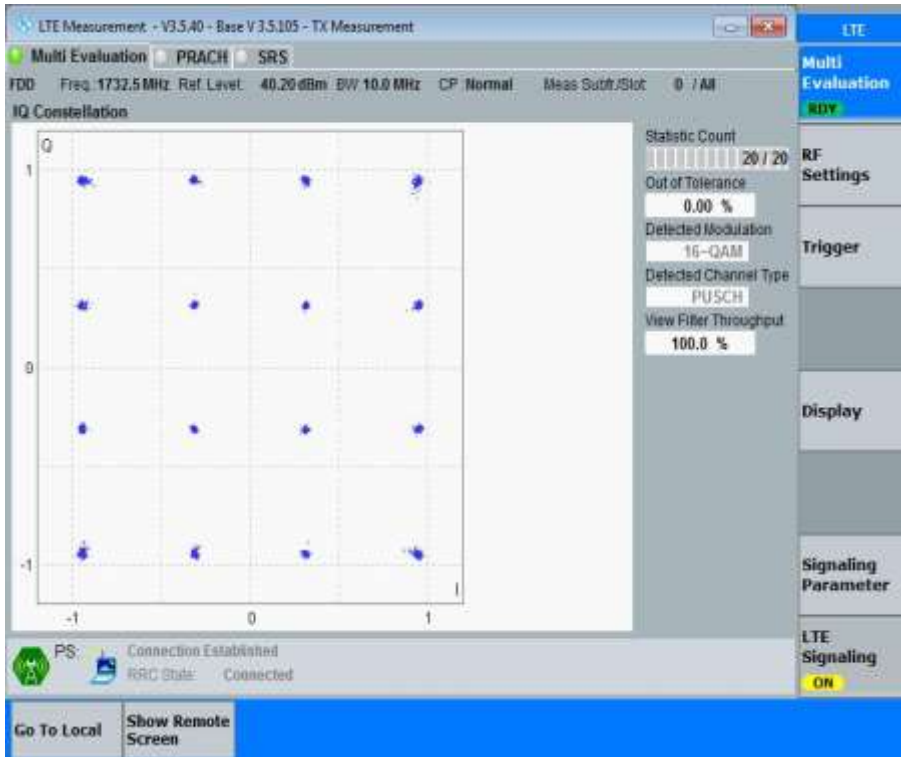 LTE Measurement - V3.5.40 - Base V 3.5.105 - TX Measurement
LTE
Multi Evaluation PRACH SRS
Multi
Evaluation
RDY
FDD Freq.:1732.5 MHz Ref. Level: 40.20 dBm BW:10.0 MHz CP:Normal Meas Subfr./Slot: 0 / All
IQ Constellation
Q
1
0
-1
-1 0 1
I
Statistic Count
20 / 20
Out of Tolerance
0.00 %
Detected Modulation
16-QAM
Detected Channel Type
PUSCH
View Filter Throughput
100.0 %
RF
Settings
Trigger
Display
Signaling
Parameter
LTE
Signaling
ON
PS: Connection Established
RRC State: Connected
Go To Local
Show Remote
Screen